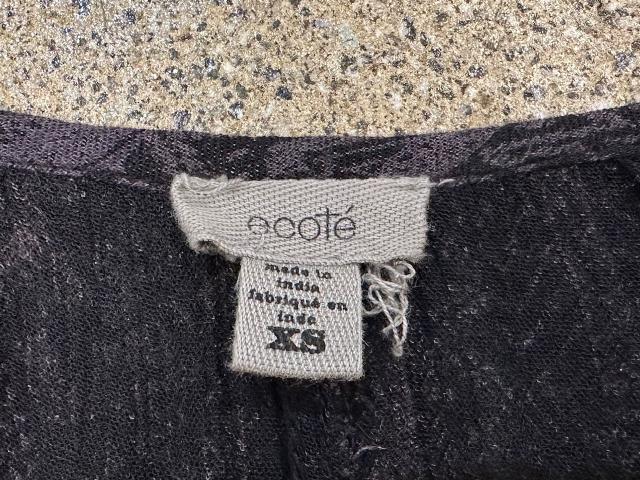 ecoté
made in
india
fabriqué en
inde
XS